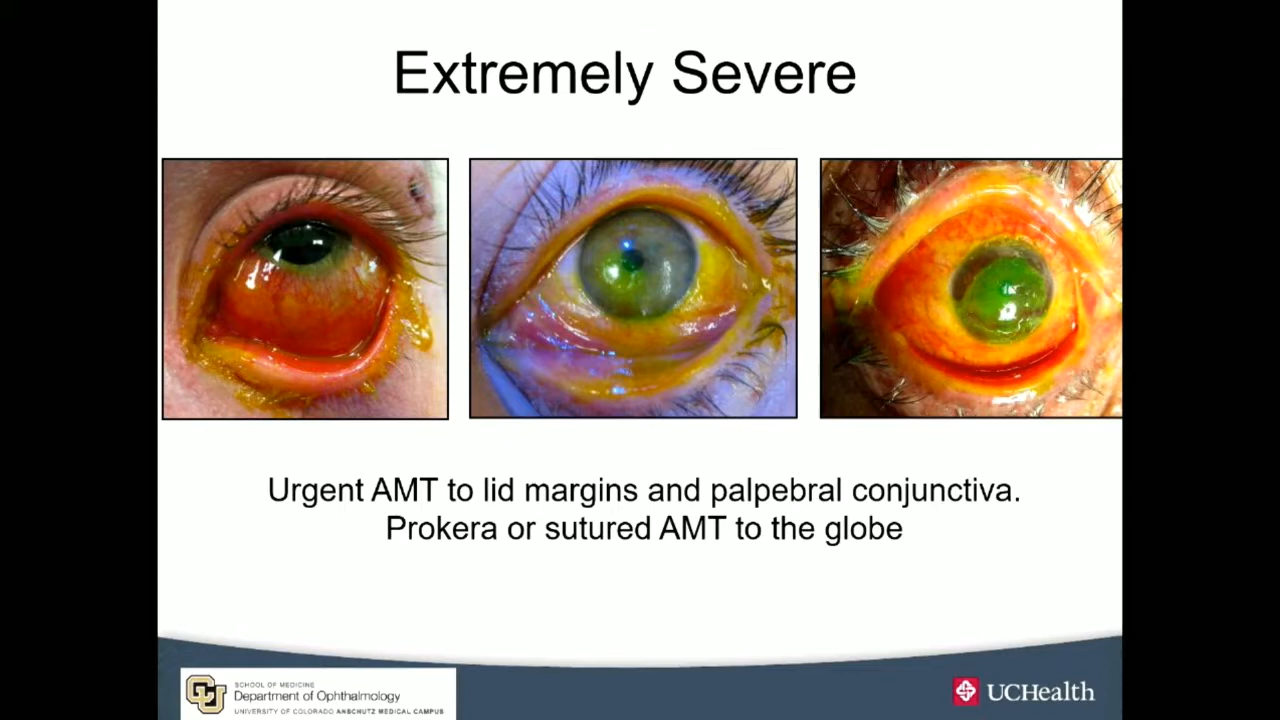 Extremely Severe
Urgent AMT to lid margins and palpebral conjunctiva.
Prokera or sutured AMT to the globe
SCHOOL OF MEDICINE
Department of Ophthalmology
UNIVERSITY OF COLORADO ANSCHUTZ MEDICAL CAMPUS
UCHealth